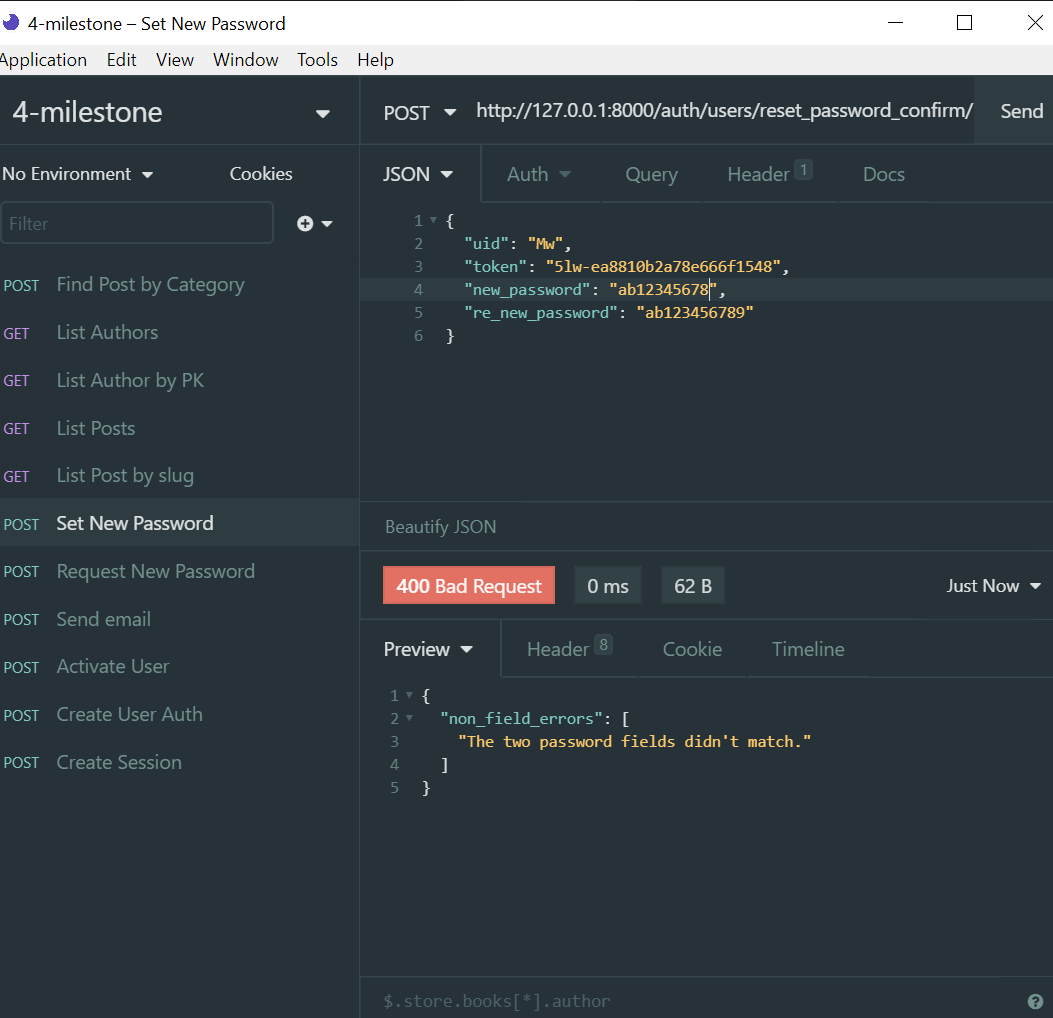 4-milestone – Set New Password
Application Edit View Window Tools Help
4-milestone
POST http://127.0.0.1:8000/auth/users/reset_password_confirm/ Send
No Environment Cookies
JSON Auth Query Header 1 Docs
Filter
POST Find Post by Category
GET List Authors
GET List Author by PK
GET List Posts
GET List Post by slug
POST Set New Password
POST Request New Password
POST Send email
POST Activate User
POST Create User Auth
POST Create Session
1 {
2 "uid": "Mw",
3 "token": "5lw-ea8810b2a78e666f1548",
4 "new_password": "ab12345678",
5 "re_new_password": "ab123456789"
6 }
Beautify JSON
400 Bad Request 0 ms 62 B Just Now
Preview Header 8 Cookie Timeline
1 {
2 "non_field_errors": [
3 "The two password fields didn't match."
4 ]
5 }
$.store.books[*].author ?